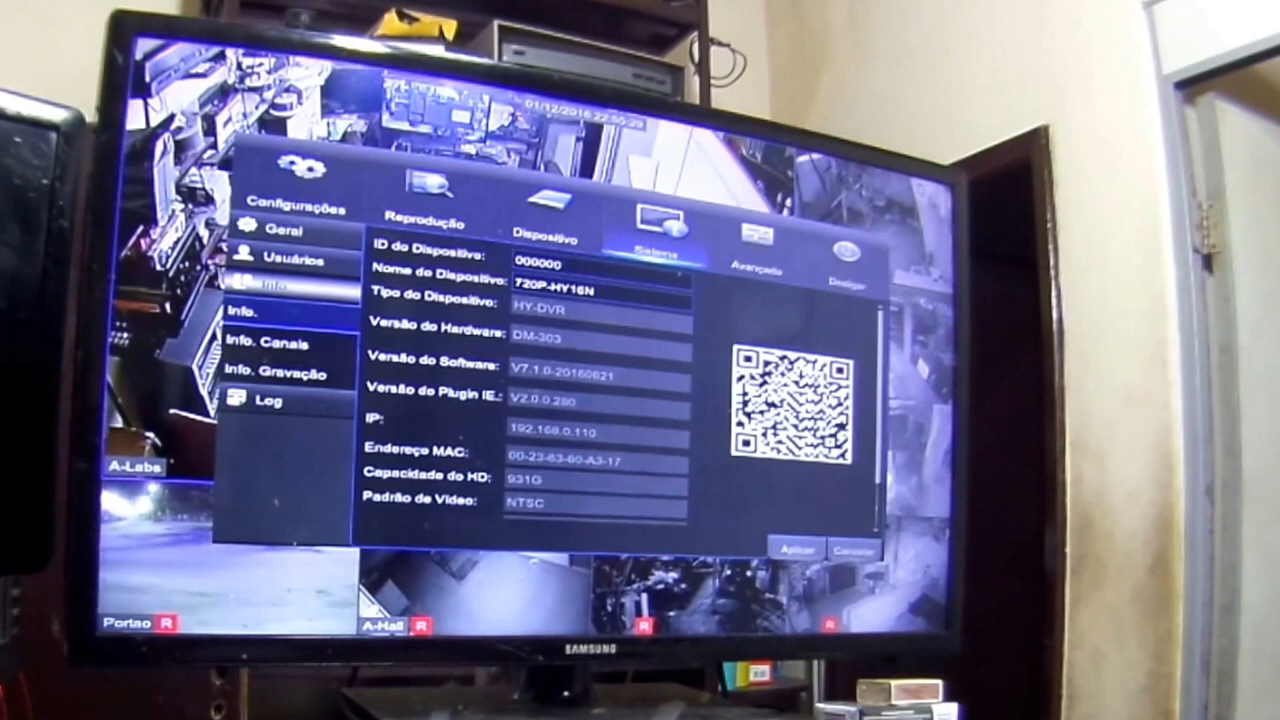 01/12/2016 22:55:29
Configurações
Reprodução
Dispositivo
Sistema
Avançado
Desligar
Geral
Usuários
Info.
Info.
Info. Canais
Info. Gravação
Log
ID do Dispositivo: 000000
Nome do Dispositivo: 720P-HY16N
Tipo do Dispositivo: HY-DVR
Versão do Hardware: DM-303
Versão do Software: V7.1.0-20160621
Versão do Plugin IE.: V2.0.0.280
IP: 192.168.0.110
Endereço MAC: 00-23-63-60-A3-17
Capacidade do HD: 931G
Padrão de Vídeo: NTSC
Aplicar Cancelar
A-Labs
Portao R
A-Hall R
R
R
SAMSUNG